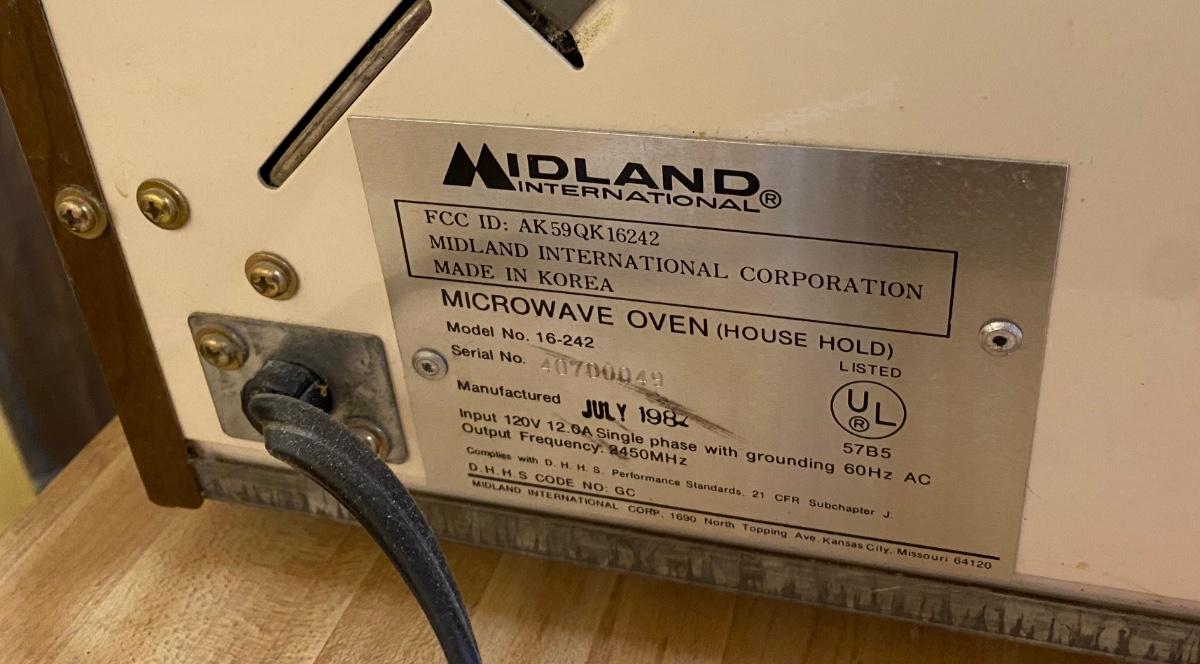 MIDLAND
INTERNATIONAL®
FCC ID: AK59QK16242
MIDLAND INTERNATIONAL CORPORATION
MADE IN KOREA
MICROWAVE OVEN (HOUSE HOLD)
Model No. 16-242
Serial No. 40700049
Manufactured JULY
LISTED
UL
®
57B5
Input 120V 12.0A Single phase with grounding 60Hz AC
Output Frequency: 2450MHz
Complies with D. H. H. S. Performance Standards, 21 CFR Subchapter J.
D.H.H.S CODE NO: GC
MIDLAND INTERNATIONAL CORP. 1690 North Topping Ave. Kansas City, Missouri 64120